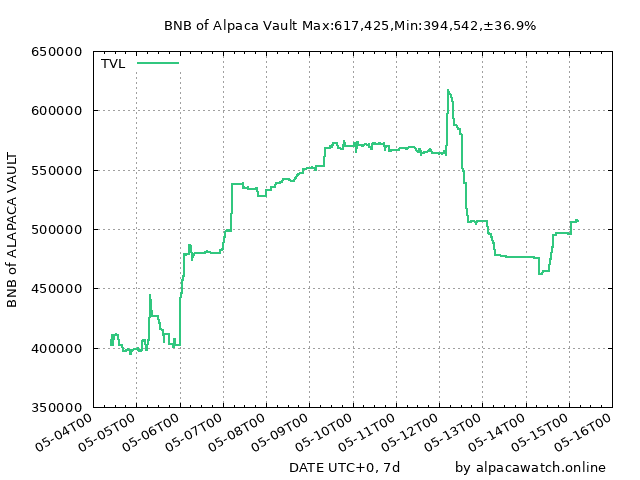 BNB of Alpaca Vault Max:617,425,Min:394,542,±36.9%
TVL
BNB of ALAPACA VAULT
650000
600000
550000
500000
450000
400000
350000
05-04T00
05-05T00
05-06T00
05-07T00
05-08T00
05-09T00
05-10T00
05-11T00
05-12T00
05-13T00
05-14T00
05-15T00
05-16T00
DATE UTC+0, 7d
by alpacawatch.online